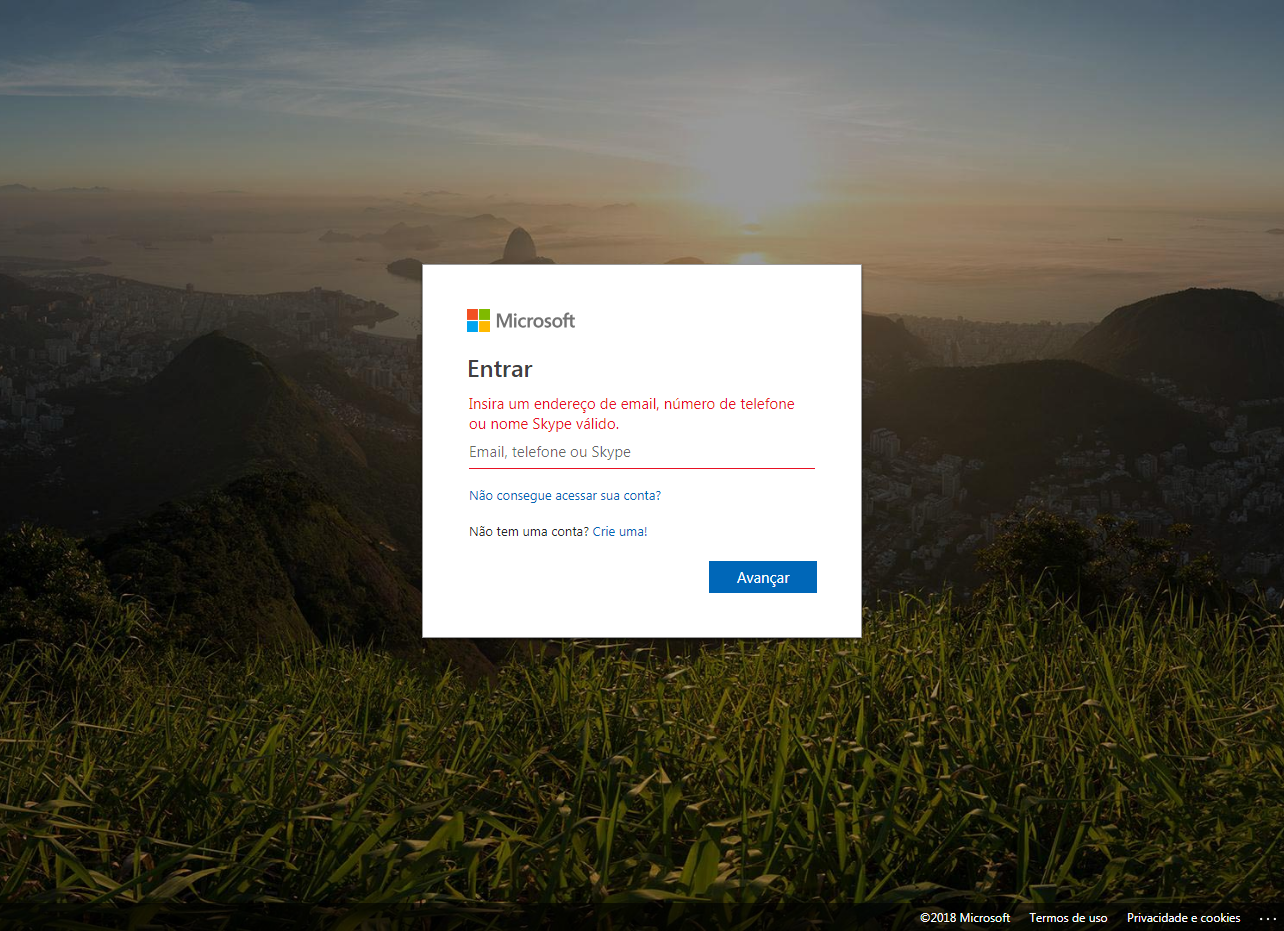 Microsoft
Entrar
Insira um endereço de email, número de telefone
ou nome Skype válido.
Email, telefone ou Skype
Não consegue acessar sua conta?
Não tem uma conta? Crie uma!
Avançar
©2018 Microsoft Termos de uso Privacidade e cookies ...